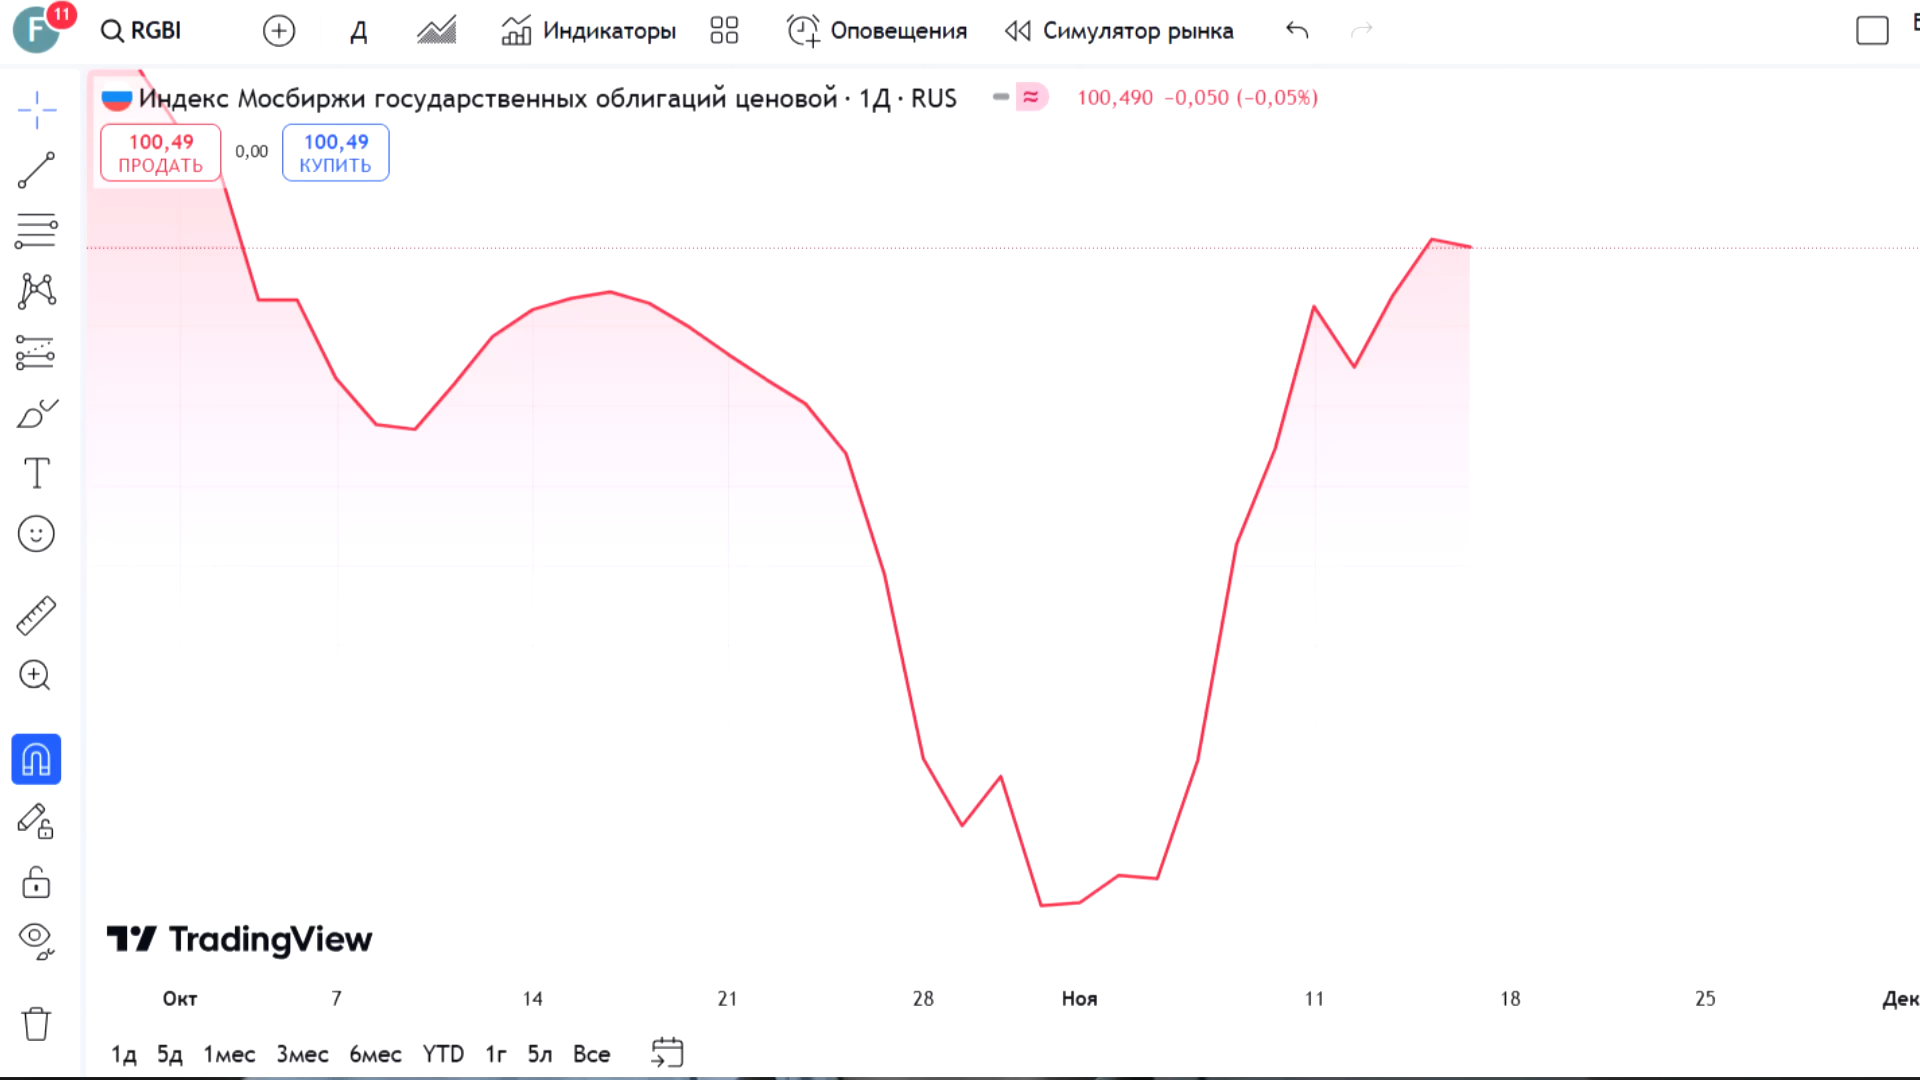 F 11 RGBI Д Индикаторы Оповещения Симулятор рынка
Индекс Мосбиржи государственных облигаций ценовой · 1Д · RUS 100,490 −0,050 (−0,05%)
100,49 0,00 100,49
ПРОДАТЬ КУПИТЬ
TradingView
Окт 7 14 21 28 Ноя 11 18 25 Дек
1д 5д 1мес 3мес 6мес YTD 1г 5л Все